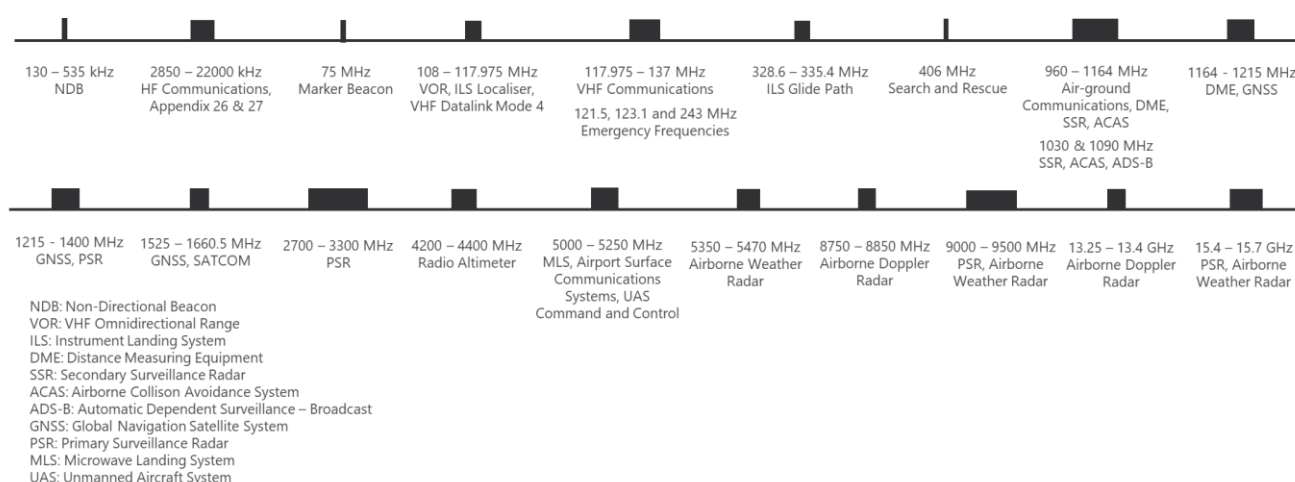 130 – 535 kHz
NDB
2850 – 22000 kHz
HF Communications,
Appendix 26 & 27
75 MHz
Marker Beacon
108 – 117.975 MHz
VOR, ILS Localiser,
VHF Datalink Mode 4
117.975 – 137 MHz
VHF Communications
121.5, 123.1 and 243 MHz
Emergency Frequencies
328.6 – 335.4 MHz
ILS Glide Path
406 MHz
Search and Rescue
960 – 1164 MHz
Air-ground
Communications, DME,
SSR, ACAS
1030 & 1090 MHz
SSR, ACAS, ADS-B
1164 - 1215 MHz
DME, GNSS
1215 - 1400 MHz
GNSS, PSR
1525 – 1660.5 MHz
GNSS, SATCOM
2700 – 3300 MHz
PSR
4200 – 4400 MHz
Radio Altimeter
5000 – 5250 MHz
MLS, Airport Surface
Communications
Systems, UAS
Command and Control
5350 – 5470 MHz
Airborne Weather
Radar
8750 – 8850 MHz
Airborne Doppler
Radar
9000 – 9500 MHz
PSR, Airborne
Weather Radar
13.25 – 13.4 GHz
Airborne Doppler
Radar
15.4 – 15.7 GHz
PSR, Airborne
Weather Radar
NDB: Non-Directional Beacon
VOR: VHF Omnidirectional Range
ILS: Instrument Landing System
DME: Distance Measuring Equipment
SSR: Secondary Surveillance Radar
ACAS: Airborne Collison Avoidance System
ADS-B: Automatic Dependent Surveillance – Broadcast
GNSS: Global Navigation Satellite System
PSR: Primary Surveillance Radar
MLS: Microwave Landing System
UAS: Unmanned Aircraft System